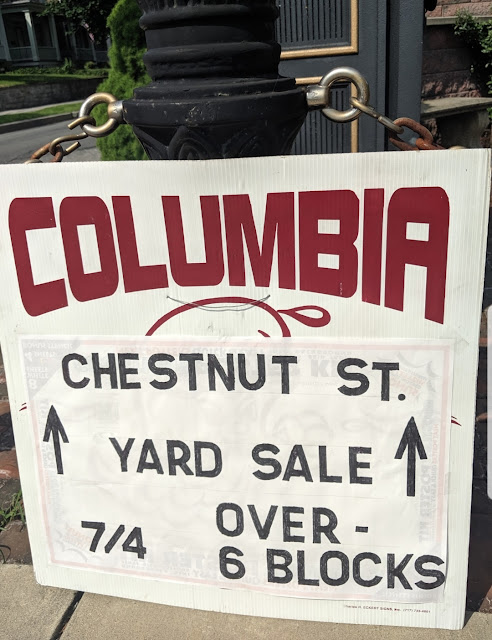 COLUMBIA
CHESTNUT ST.
YARD SALE
7/4 OVER -
6 BLOCKS